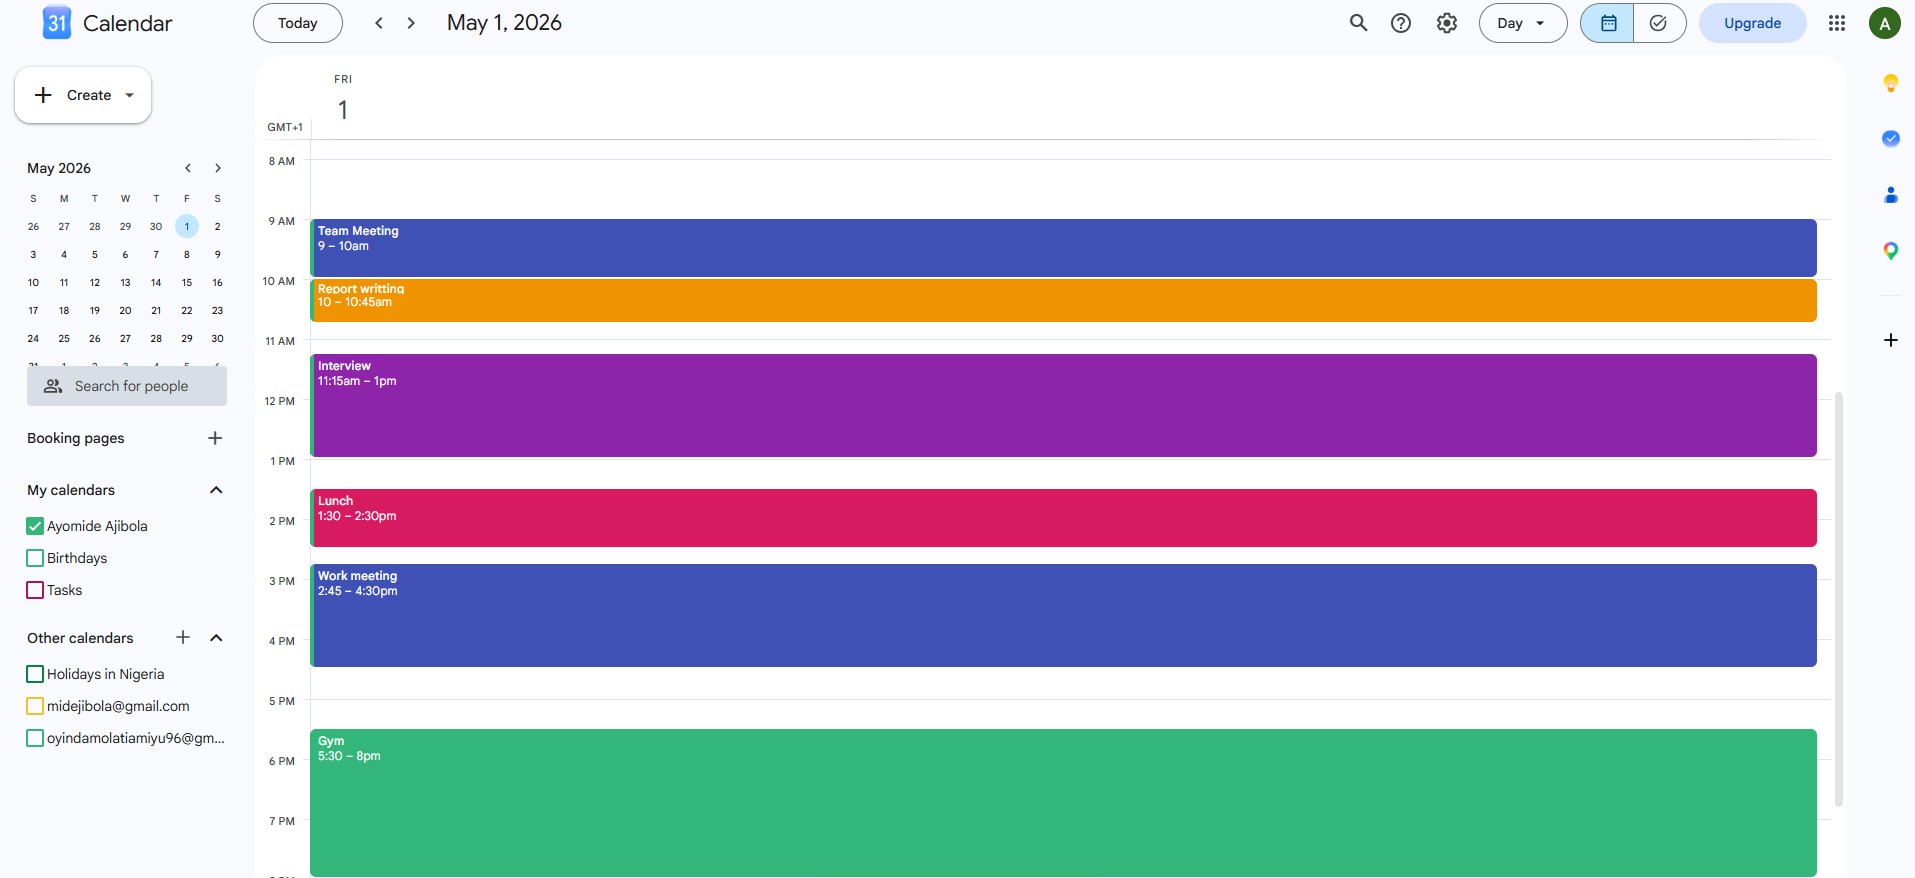 31 Calendar
Today
May 1, 2026
Day
Upgrade
A
Create
May 2026
S M T W T F S
26 27 28 29 30 1 2
3 4 5 6 7 8 9
10 11 12 13 14 15 16
17 18 19 20 21 22 23
24 25 26 27 28 29 30
Search for people
Booking pages
My calendars
Ayomide Ajibola
Birthdays
Tasks
Other calendars
Holidays in Nigeria
midejibola@gmail.com
oyindamolatiamiyu96@gm...
FRI
1
GMT+1
8 AM
9 AM
Team Meeting
9 – 10am
10 AM
Report writting
10 – 10:45am
11 AM
Interview
11:15am – 1pm
12 PM
1 PM
Lunch
1:30 – 2:30pm
2 PM
Work meeting
2:45 – 4:30pm
3 PM
4 PM
5 PM
Gym
5:30 – 8pm
6 PM
7 PM